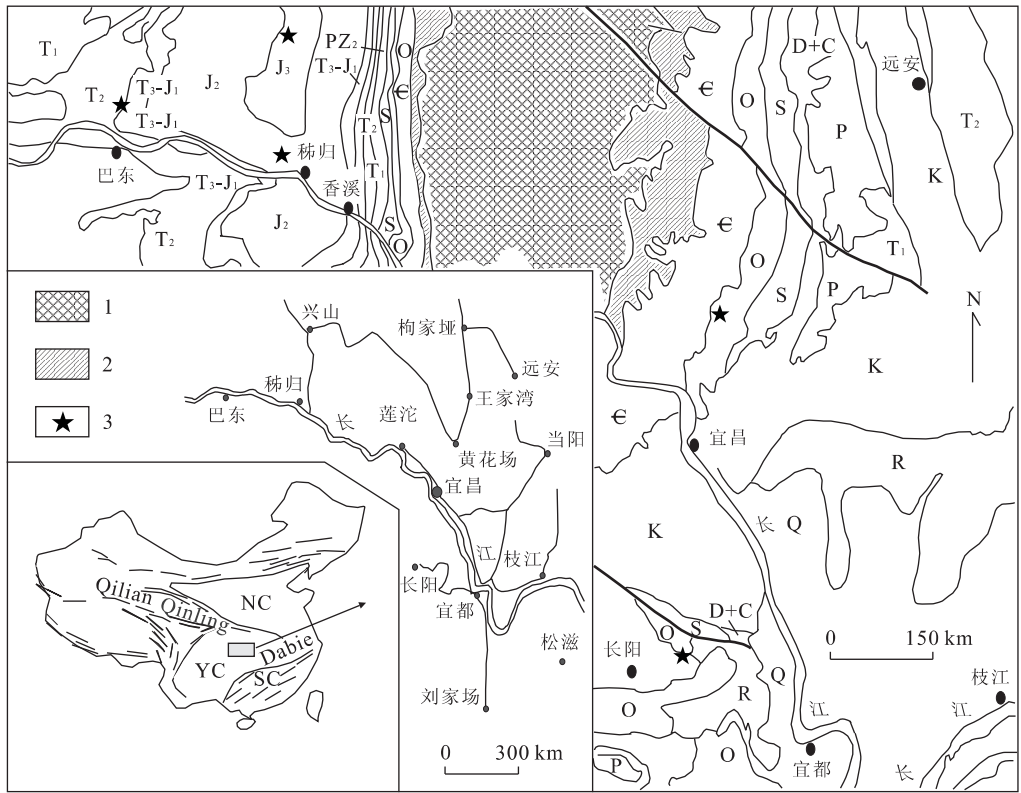 T₁
T₂
T₃-J₁
T₃-J₁
J₂
J₃
PZ₂
T₃-J₁
O
Є
S
T₂
T₁
S
O
巴东
秭归
香溪
T₃-J₁
J₂
T₂
Є
O
S
D+C
P
远安
T₂
K
Є
O
S
P
T₁
N
K
Є
宜昌
R
长
Q
K
D+C
O
S
长阳
O
R
Q
P
O
江
宜都
0 150 km
枝江
江
长
1
2
3
兴山
枸家垭
远安
秭归
巴东
长
莲沱
王家湾
当阳
黄花场
宜昌
江
枝江
长阳
宜都
松滋
刘家场
0 300 km
Qilian Qinling
NC
Dabie
YC
SC